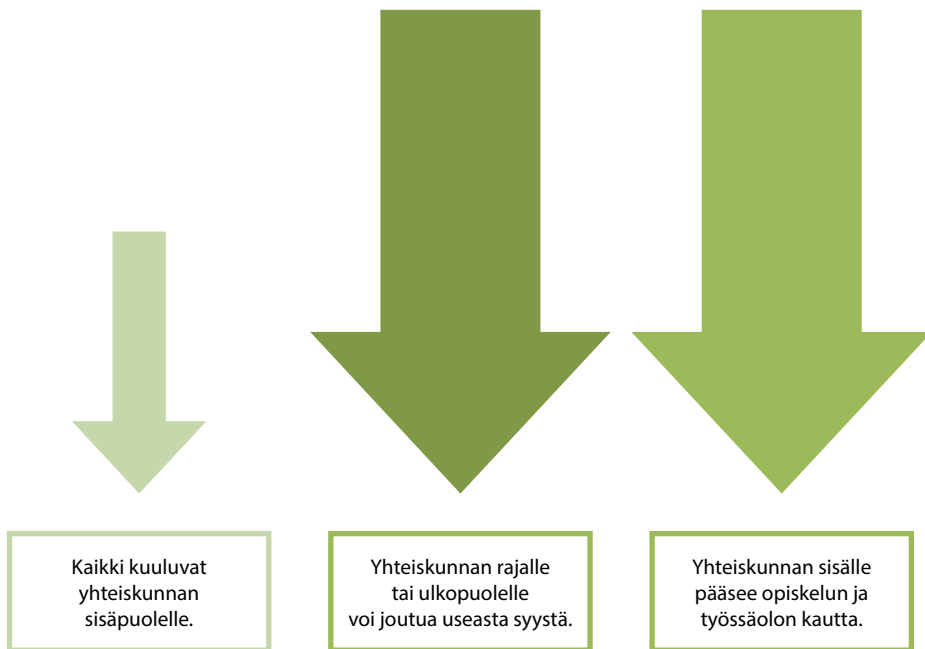 Kaikki kuuluvat
yhteiskunnan
sisäpuolelle.
Yhteiskunnan rajalle
tai ulkopuolelle
voi joutua useasta syystä.
Yhteiskunnan sisälle
pääsee opiskelun ja
työssäolon kautta.